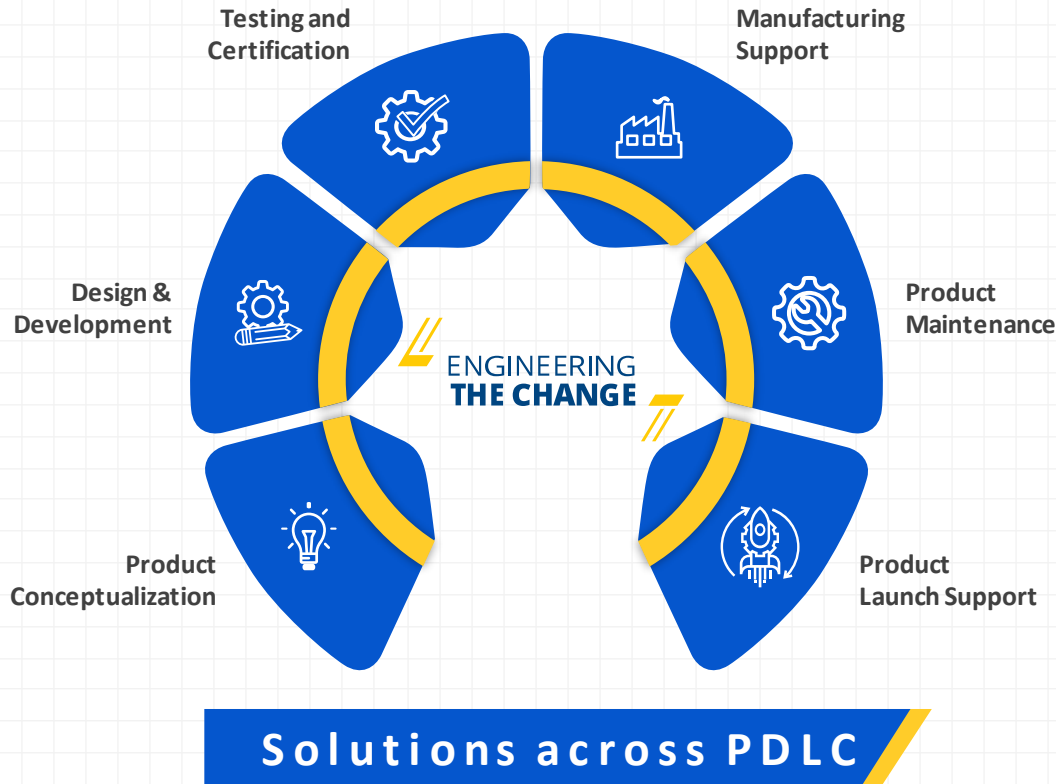 Testing and
Certification
Manufacturing
Support
Design &
Development
Product
Maintenance
ENGINEERING
THE CHANGE
Product
Conceptualization
Product
Launch Support
Solutions across PDLC